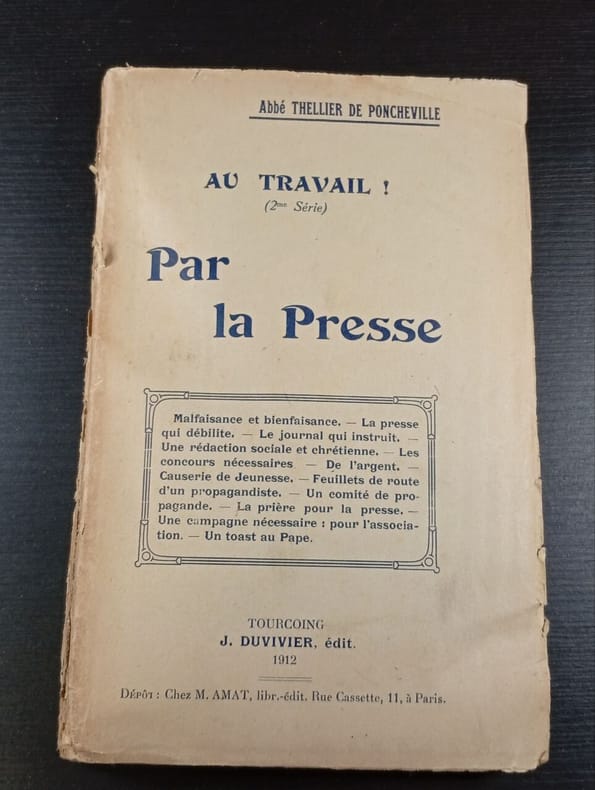 Abbé THELLIER DE PONCHEVILLE
AU TRAVAIL !
(2me Série)
Par
la Presse
Malfaisance et bienfaisance. — La presse
qui débilite. — Le journal qui instruit. —
Une rédaction sociale et chrétienne. — Les
concours nécessaires — De l'argent. —
Causerie de Jeunesse. — Feuillets de route
d'un propagandiste. — Un comité de pro-
pagande. — La prière pour la presse. —
Une campagne nécessaire : pour l'associa-
tion. — Un toast au Pape.
TOURCOING
J. DUVIVIER, édit.
1912
DÉPÔT : Chez M. AMAT, libr.-édit. Rue Cassette, 11, à Paris.